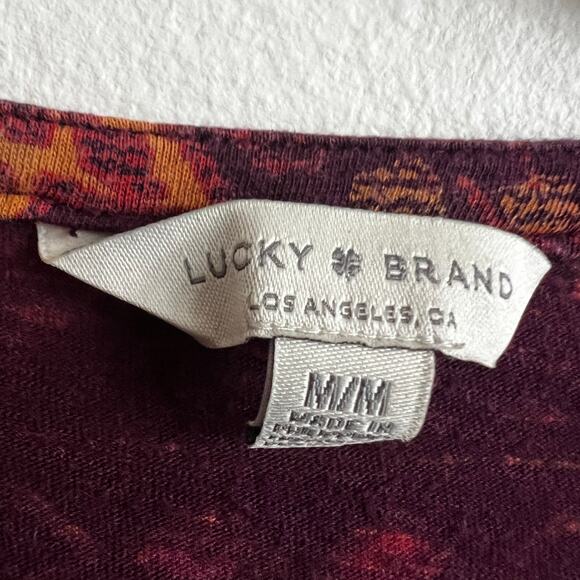 LUCKY BRAND
LOS ANGELES, CA
M/M
MADE IN